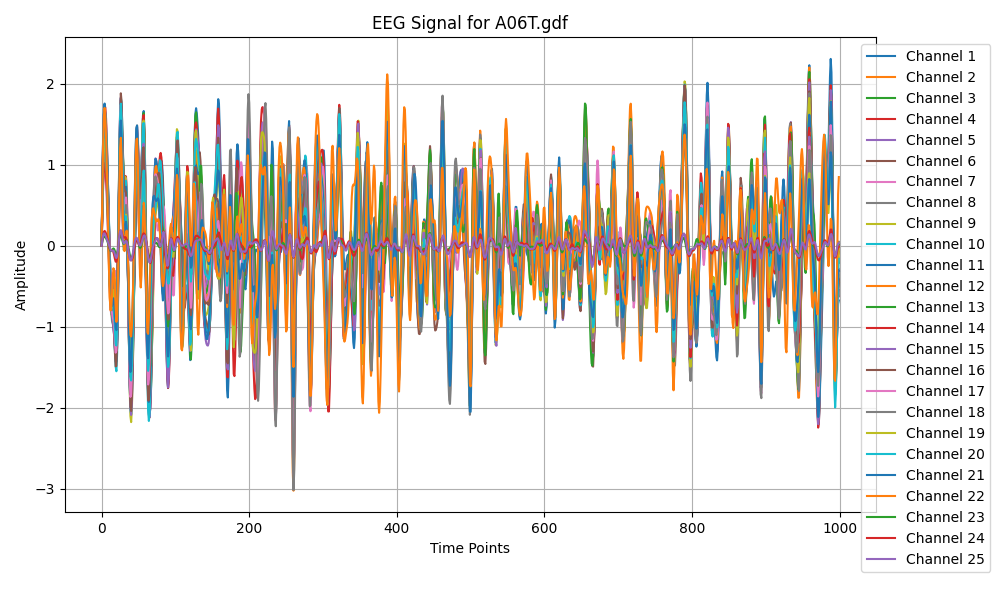 EEG Signal for A06T.gdf
Amplitude
2
1
0
−1
−2
−3
0 200 400 600 800 1000
Time Points
Channel 1
Channel 2
Channel 3
Channel 4
Channel 5
Channel 6
Channel 7
Channel 8
Channel 9
Channel 10
Channel 11
Channel 12
Channel 13
Channel 14
Channel 15
Channel 16
Channel 17
Channel 18
Channel 19
Channel 20
Channel 21
Channel 22
Channel 23
Channel 24
Channel 25